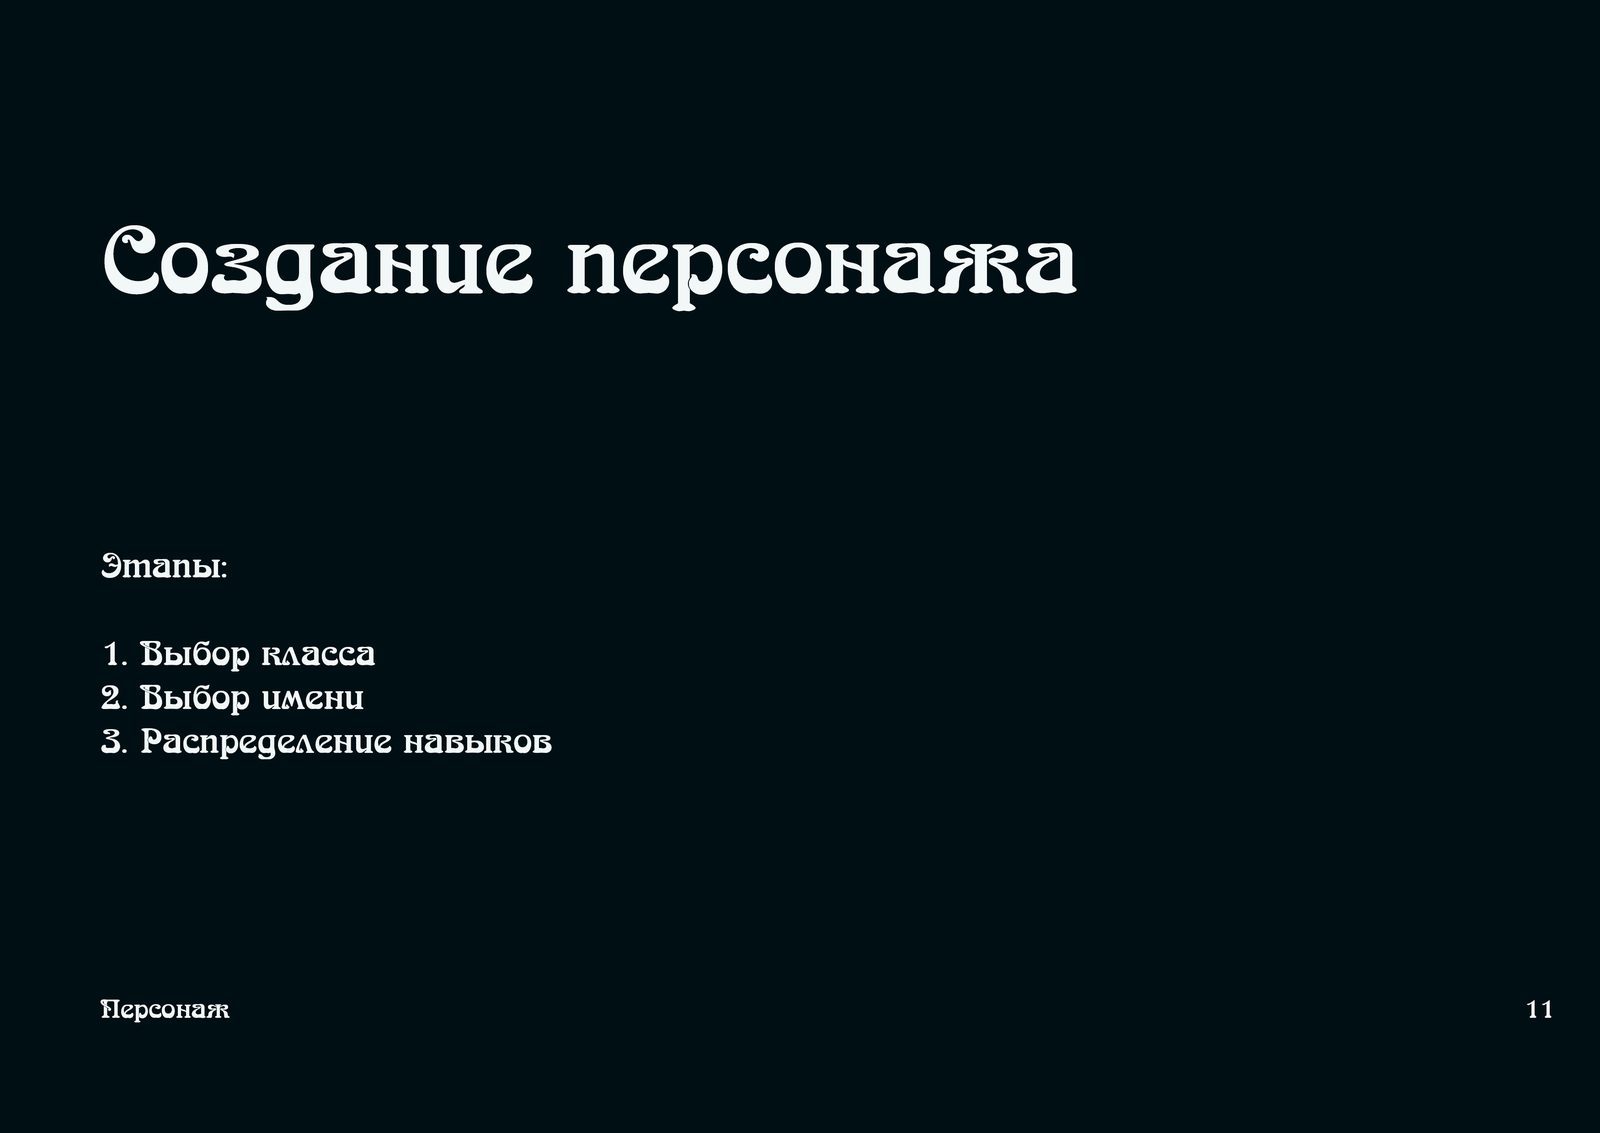 Создание персонажа
Этапы:
1. Выбор класса
2. Выбор имени
3. Распределение навыков
Персонаж
11